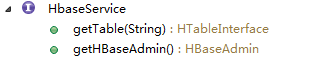 HbaseService
getTable(String) : HTableInterface
getHBaseAdmin() : HBaseAdmin